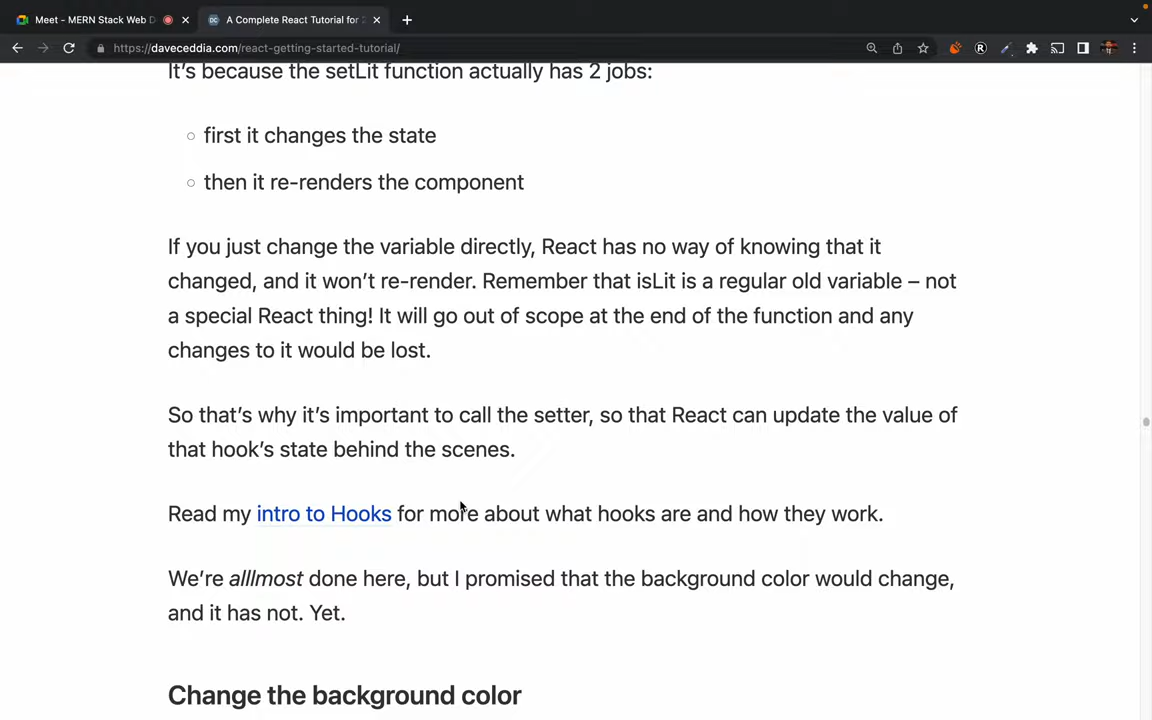 Meet - MERN Stack Web D
A Complete React Tutorial for 2
https://daveceddia.com/react-getting-started-tutorial/
It’s because the setLit function actually has 2 jobs:
first it changes the state
then it re-renders the component
If you just change the variable directly, React has no way of knowing that it
changed, and it won’t re-render. Remember that isLit is a regular old variable – not
a special React thing! It will go out of scope at the end of the function and any
changes to it would be lost.
So that’s why it’s important to call the setter, so that React can update the value of
that hook’s state behind the scenes.
Read my intro to Hooks for more about what hooks are and how they work.
We’re alllmost done here, but I promised that the background color would change,
and it has not. Yet.
Change the background color